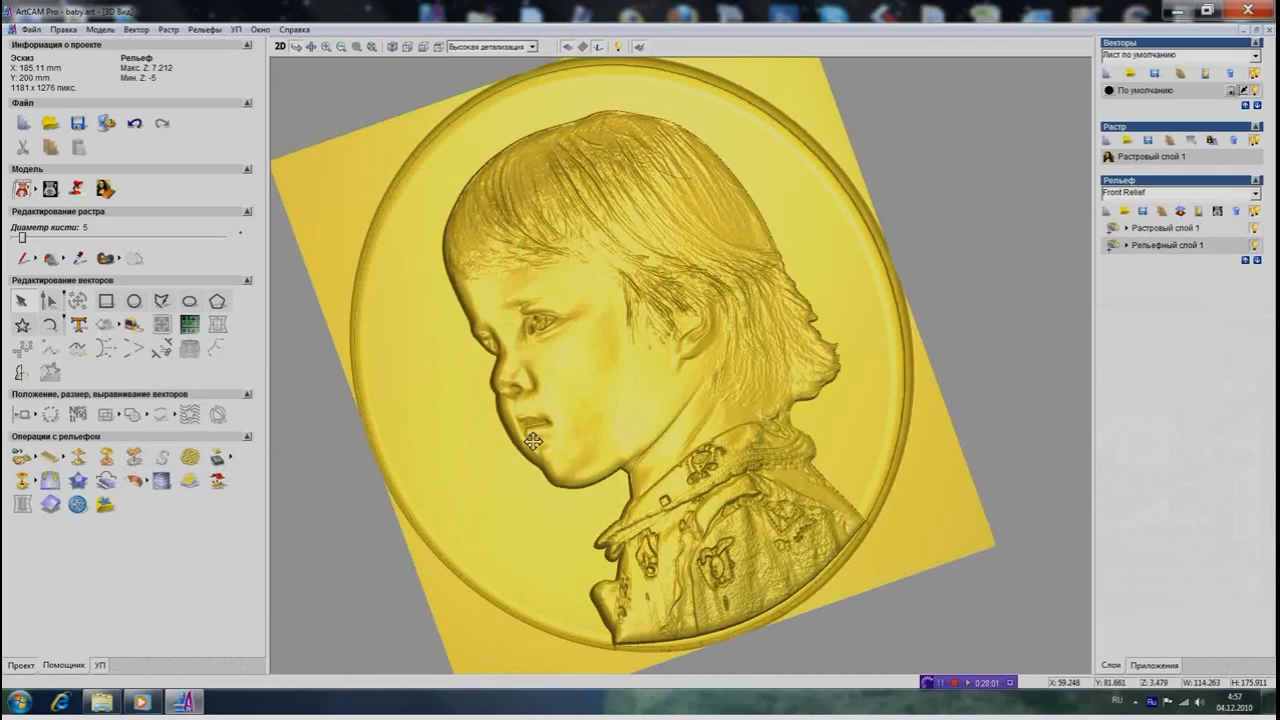 ArtCAM Pro - baby.art - [3D Вид]
Файл Правка Модель Вектор Растр Рельефы УП Окно Справка
Информация о проекте
Эскиз Рельеф
X: 185.11 mm Макс. Z: 7.212
Y: 200 mm Мин. Z: -5
1181 x 1276 пикс.
Файл
Модель
Редактирование растра
Диаметр кисти: 5
Редактирование векторов
Положение, размер, выравнивание векторов
Операции с рельефом
Проект Помощник УП
2D Высокая детализация
Векторы
Лист по умолчанию
По умолчанию
Растр
Растровый слой 1
Рельеф
Front Relief
Растровый слой 1
Рельефный слой 1
Слои Приложения
0:28:01 X: 59.248 Y: 81.661 Z: 3.479 W: 114.263 H: 175.911
RU Ru 4:57
04.12.2010